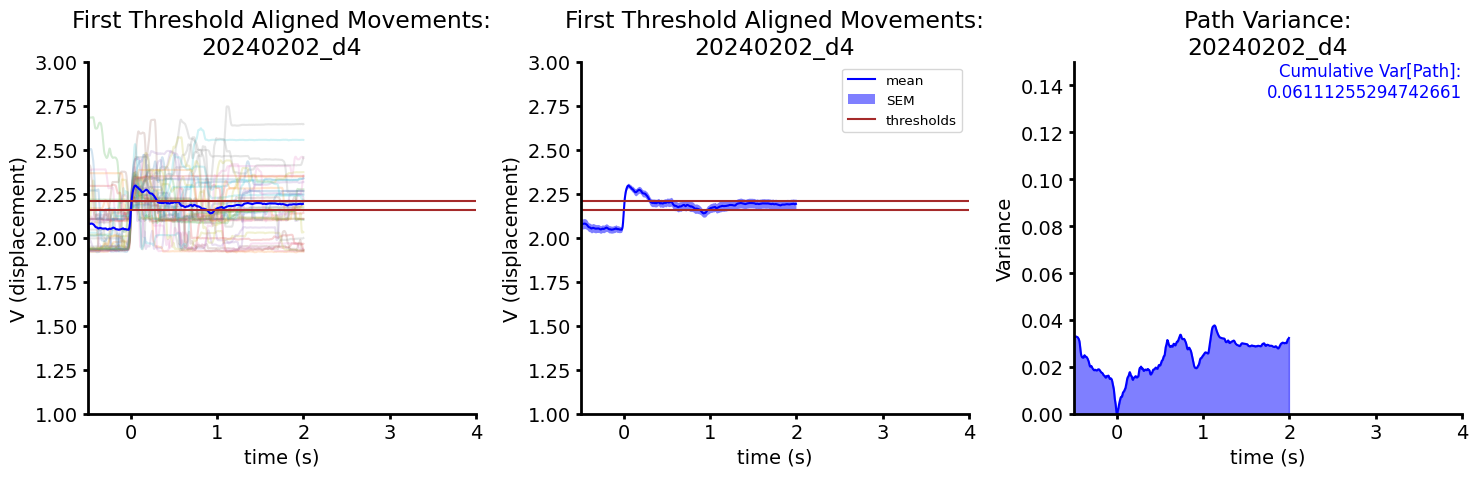 First Threshold Aligned Movements:
20240202_d4
V (displacement)
3.00
2.75
2.50
2.25
2.00
1.75
1.50
1.25
1.00
0
1
2
3
4
time (s)
First Threshold Aligned Movements:
20240202_d4
mean
SEM
thresholds
V (displacement)
3.00
2.75
2.50
2.25
2.00
1.75
1.50
1.25
1.00
0
1
2
3
4
time (s)
Path Variance:
20240202_d4
Cumulative Var[Path]:
0.061112552947426​61
Variance
0.14
0.12
0.10
0.08
0.06
0.04
0.02
0.00
0
1
2
3
4
time (s)